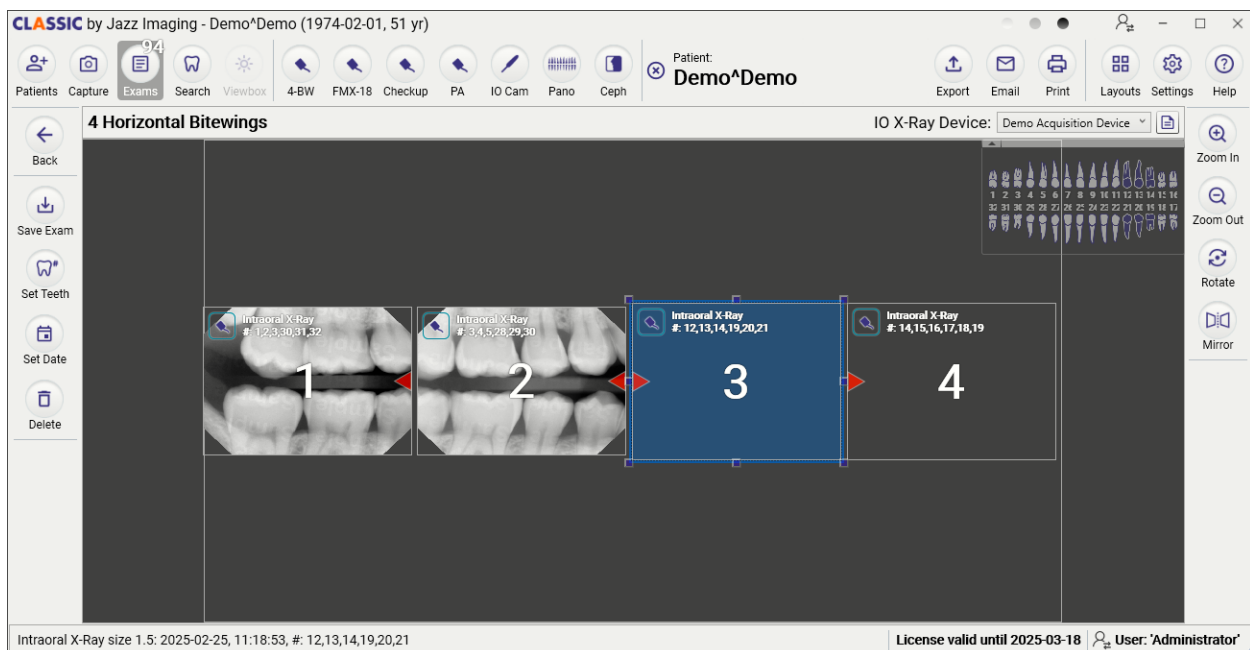 CLASSIC by Jazz Imaging - Demo^Demo (1974-02-01, 51 yr)
94
Patients Capture Exams Search Viewbox 4-BW FMX-18 Checkup PA IO Cam Pano Ceph
Patient:
Demo^Demo
Export Email Print Layouts Settings Help
4 Horizontal Bitewings
IO X-Ray Device: Demo Acquisition Device
Back
Save Exam
Set Teeth
Set Date
Delete
Zoom In
Zoom Out
Rotate
Mirror
1 2 3 4 5 6 7 8 9 10 11 12 13 14 15 16
32 31 30 29 28 27 26 25 24 23 22 21 20 19 18 17
Intraoral X-Ray
#: 1,2,3,30,31,32
1
Intraoral X-Ray
#: 3,4,5,28,29,30
2
Intraoral X-Ray
#: 12,13,14,19,20,21
3
Intraoral X-Ray
#: 14,15,16,17,18,19
4
Intraoral X-Ray size 1.5: 2025-02-25, 11:18:53, #: 12,13,14,19,20,21
License valid until 2025-03-18
User: 'Administrator'